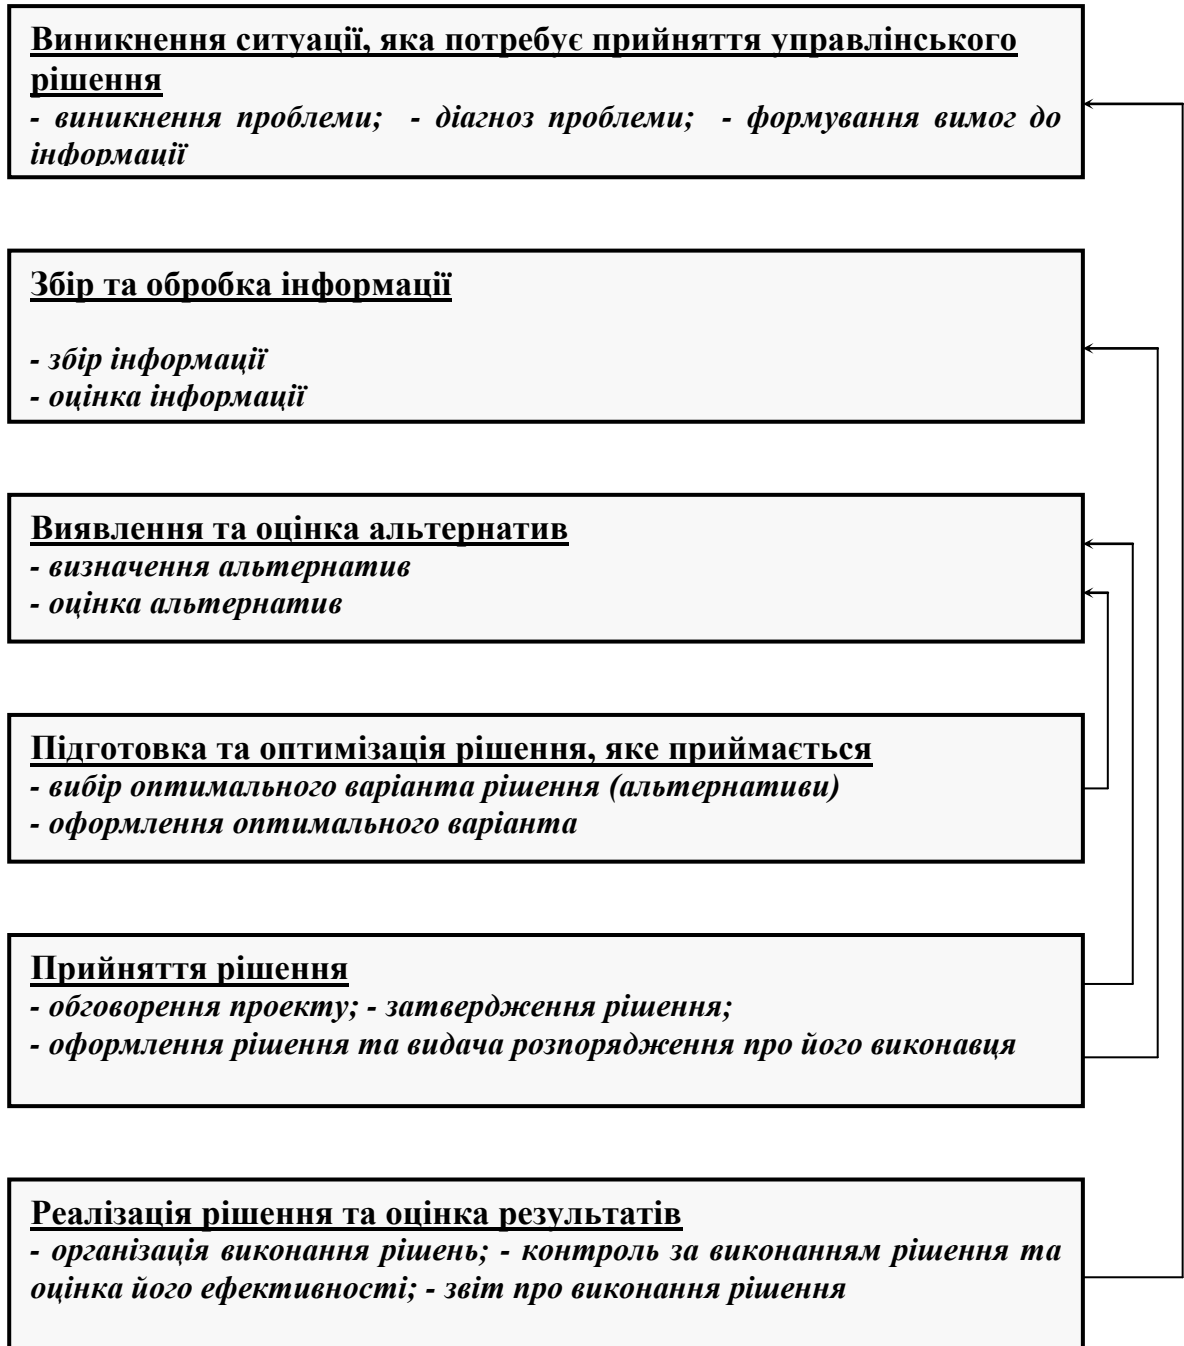 Виникнення ситуації, яка потребує прийняття управлінського
рішення
- виникнення проблеми; - діагноз проблеми; - формування вимог до
інформації
Збір та обробка інформації
- збір інформації
- оцінка інформації
Виявлення та оцінка альтернатив
- визначення альтернатив
- оцінка альтернатив
Підготовка та оптимізація рішення, яке приймається
- вибір оптимального варіанта рішення (альтернативи)
- оформлення оптимального варіанта
Прийняття рішення
- обговорення проекту; - затвердження рішення;
- оформлення рішення та видача розпорядження про його виконавця
Реалізація рішення та оцінка результатів
- організація виконання рішень; - контроль за виконанням рішення та
оцінка його ефективності; - звіт про виконання рішення